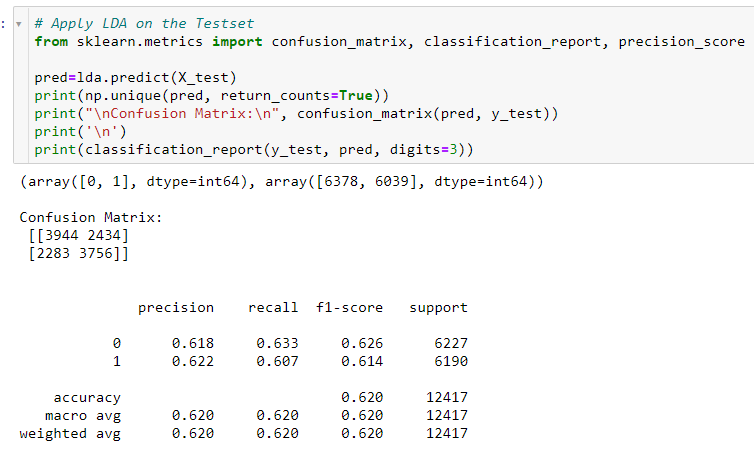 : ▾ # Apply LDA on the Testset
from sklearn.metrics import confusion_matrix, classification_report, precision_score
pred=lda.predict(X_test)
print(np.unique(pred, return_counts=True))
print("\nConfusion Matrix:\n", confusion_matrix(pred, y_test))
print('\n')
print(classification_report(y_test, pred, digits=3))
(array([0, 1], dtype=int64), array([6378, 6039], dtype=int64))
Confusion Matrix:
[[3944 2434]
[2283 3756]]
precision recall f1-score support
0 0.618 0.633 0.626 6227
1 0.622 0.607 0.614 6190
accuracy 0.620 12417
macro avg 0.620 0.620 0.620 12417
weighted avg 0.620 0.620 0.620 12417